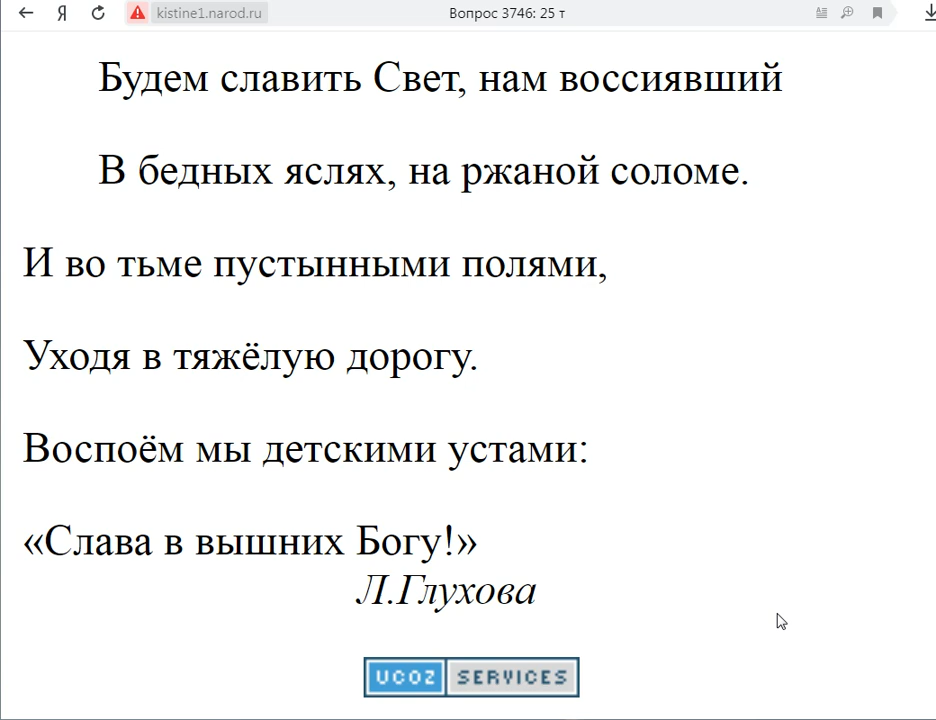 Я kistine1.narod.ru Вопрос 3746: 25 т
Будем славить Свет, нам воссиявший
В бедных яслях, на ржаной соломе.
И во тьме пустынными полями,
Уходя в тяжёлую дорогу.
Воспоём мы детскими устами:
«Слава в вышних Богу!»
Л.Глухова
UCOZ SERVICES